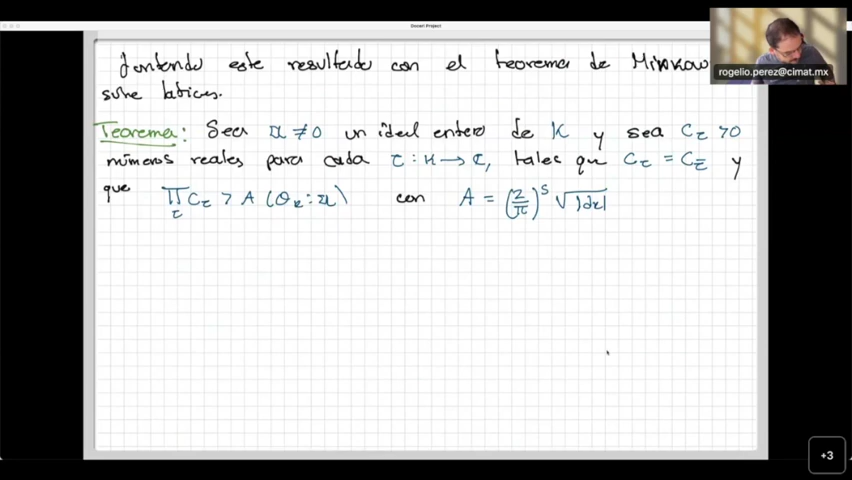 Doceri Project
Juntando este resultado con el teorema de Minkow
sobre latices.
rogelio.perez@cimat.mx
Teorema: Sea 𝔞 ≠ 0 un ideal entero de K y sea C_τ > 0
números reales para cada τ : K → ℂ, tales que C_τ = C_τ̄ y
que ∏_τ C_τ > A (O_K : 𝔞) con A = (2/π)^s √|d_K|
+3